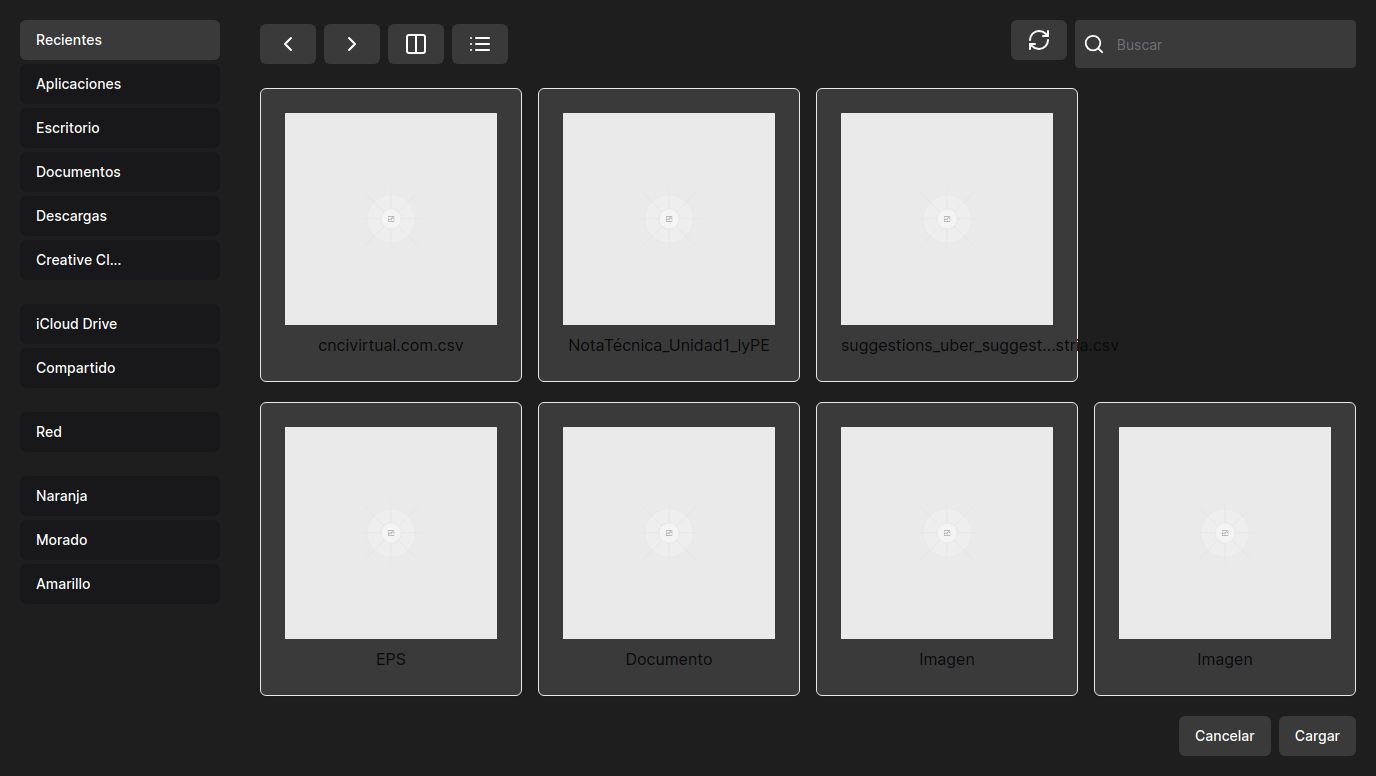 Recientes
Aplicaciones
Escritorio
Documentos
Descargas
Creative Cl...
iCloud Drive
Compartido
Red
Naranja
Morado
Amarillo
Buscar
cncivirtual.com.csv
NotaTécnica_Unidad1_lyPE
suggestions_uber_suggest...stria.csv
EPS
Documento
Imagen
Imagen
Cancelar
Cargar